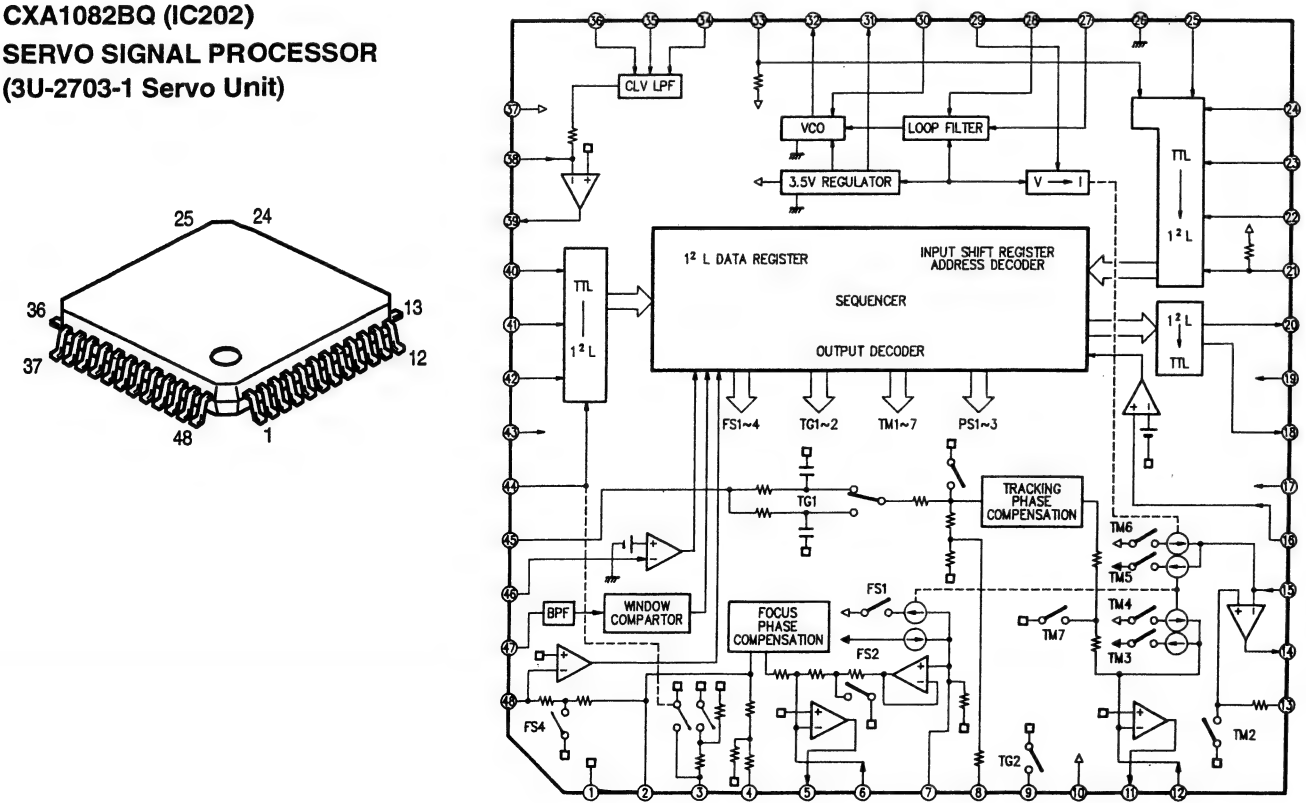 CXA1082BQ (IC202)
SERVO SIGNAL PROCESSOR
(3U-2703-1 Servo Unit)
25
24
36
13
37
12
48
1
36
35
34
33
32
31
30
29
28
27
26
25
CLV LPF
37
24
VCO
LOOP FILTER
38
TTL
1² L
23
3.5V REGULATOR
V → I
39
22
40
TTL
1² L
1² L DATA REGISTER
INPUT SHIFT REGISTER
ADDRESS DECODER
21
SEQUENCER
41
1² L
TTL
20
OUTPUT DECODER
42
19
FS1~4
TG1~2
TM1~7
PS1~3
43
18
44
17
TG1
TRACKING
PHASE
COMPENSATION
45
TM6
16
TM5
46
FS1
15
BPF
WINDOW
COMPARTOR
FOCUS
PHASE
COMPENSATION
TM4
TM7
47
FS2
TM3
14
48
13
FS4
TM2
TG2
1
2
3
4
5
6
7
8
9
10
11
12